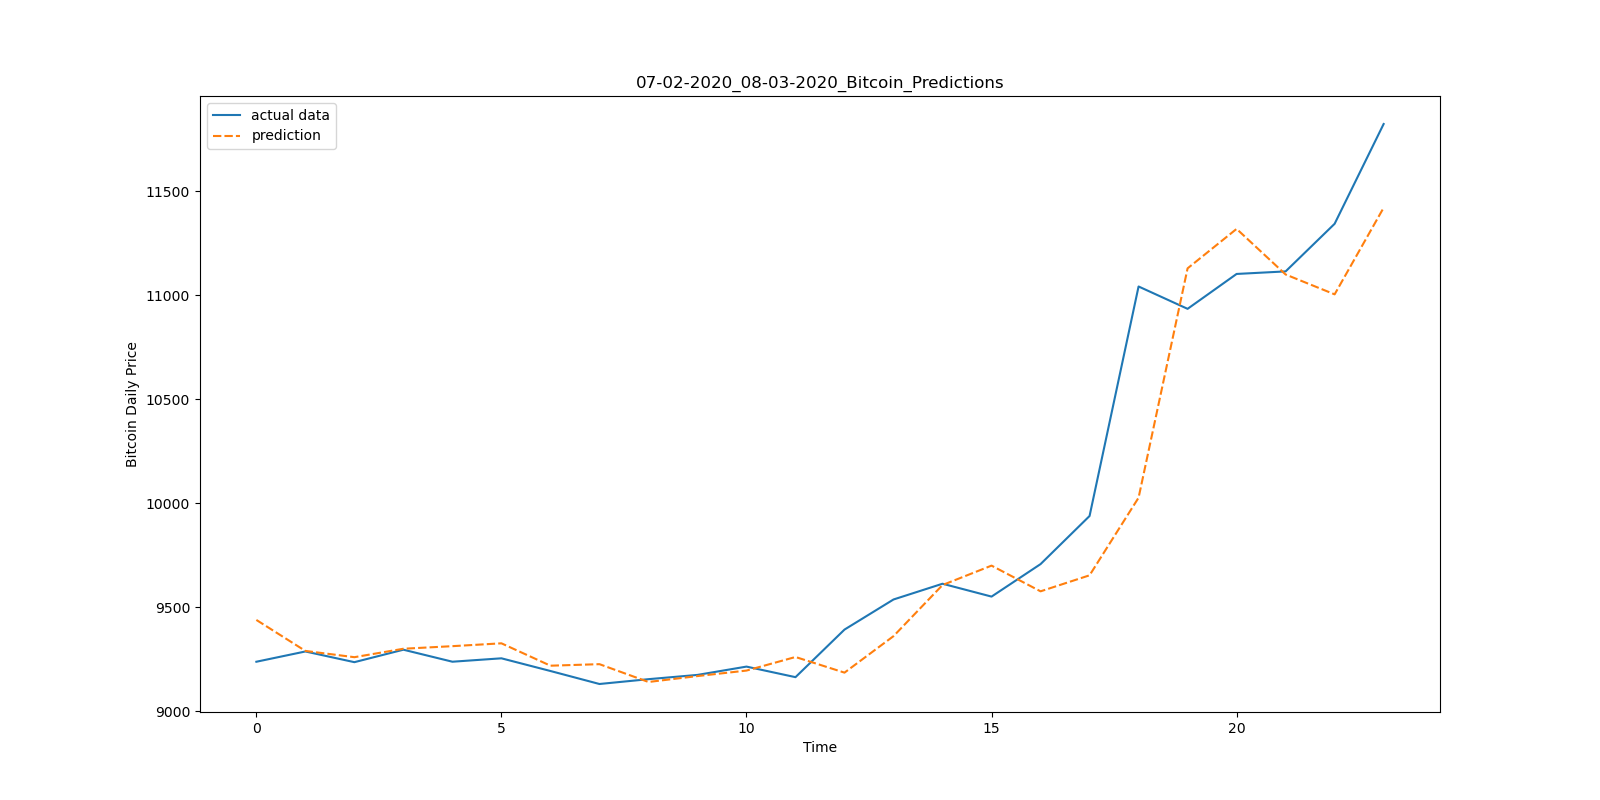 07-02-2020_08-03-2020_Bitcoin_Predictions
actual data
prediction
11500
11000
10500
10000
9500
9000
Bitcoin Daily Price
0 5 10 15 20
Time